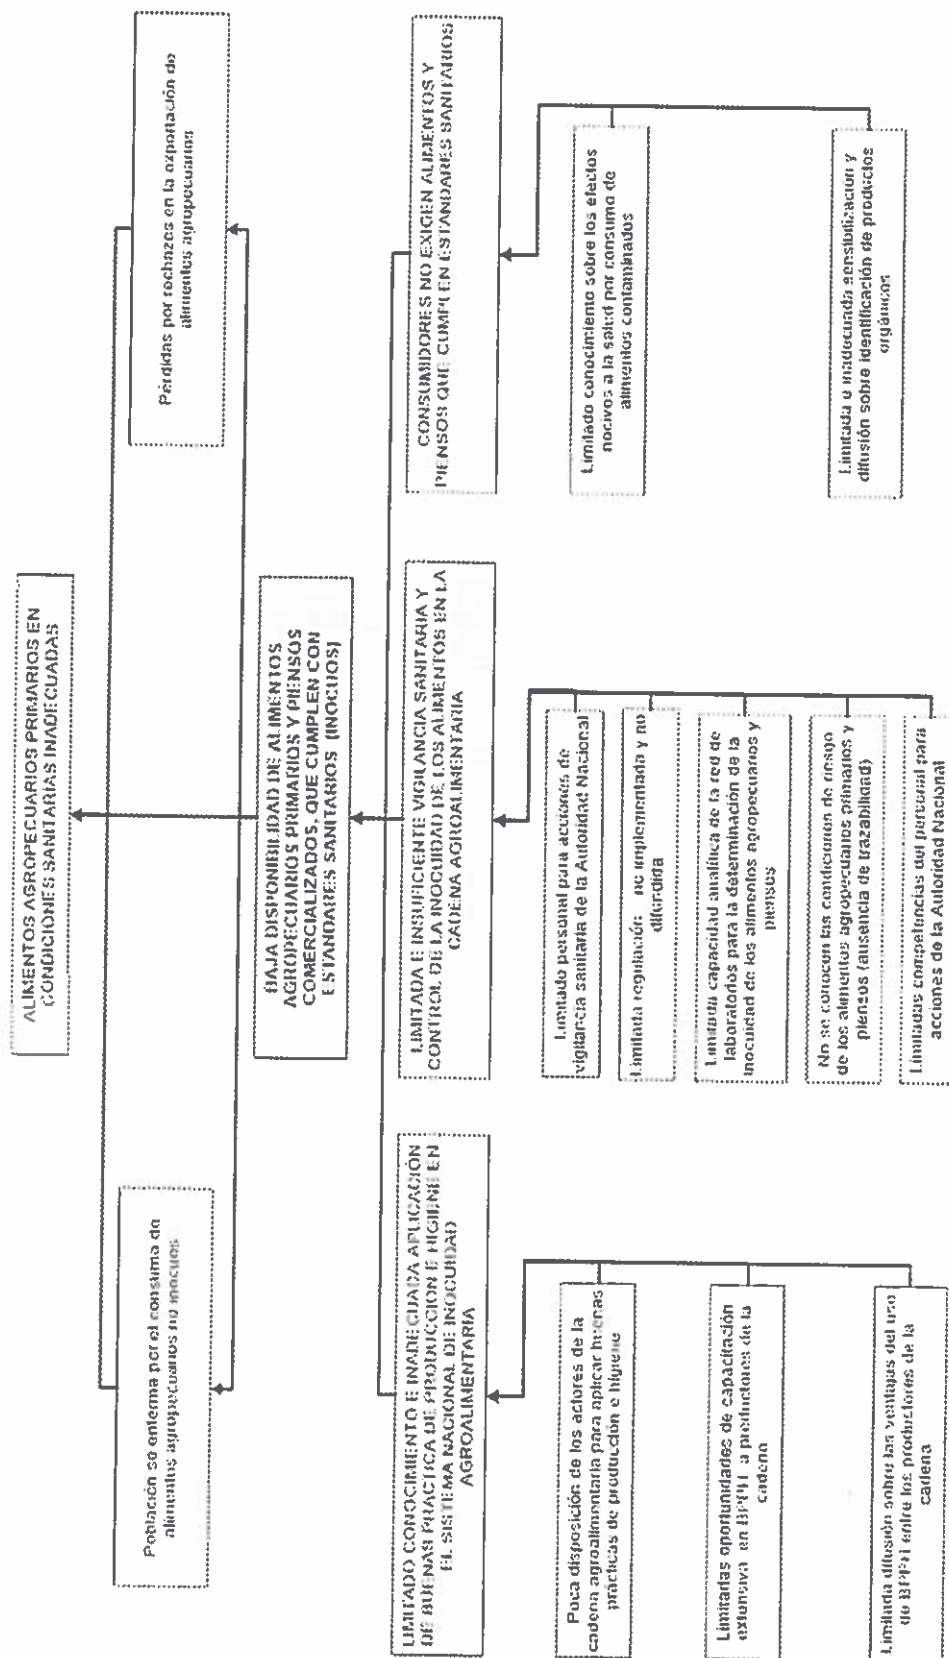 ALIMENTOS AGROPECUARIOS PRIMARIOS EN
CONDICIONES SANITARIAS INADECUADAS
Población se enferma por el consumo de
alimentos agropecuarios no inocuos
Pérdidas por rechazos en la exportación de
alimentos agropecuarios
BAJA DISPONIBILIDAD DE ALIMENTOS
AGROPECUARIOS PRIMARIOS Y PIENSOS
COMERCIALIZADOS, QUE CUMPLEN CON
ESTANDARES SANITARIOS (INOCUOS)
LIMITADO CONOCIMIENTO E INADECUADA APLICACIÓN
DE BUENAS PRACTICA DE PRODUCCION E HIGIENE EN
EL SISTEMA NACIONAL DE INOCUIDAD
AGROALIMENTARIA
Poca disposición de los actores de la
cadena agroalimentaria para aplicar buenas
prácticas de producción e higiene
Limitadas oportunidades de capacitación
extensiva en BPPH a productores de la
cadena
Limitada difusión sobre las ventajas del uso
de BPPH entre los productores de la
cadena
LIMITADA E INSUFICIENTE VIGILANCIA SANITARIA Y
CONTROL DE LA INOCUIDAD DE LOS ALIMENTOS EN LA
CADENA AGROALIMENTARIA
Limitado personal para acciones de
vigilancia sanitaria de la Autoridad Nacional
Limitada regulación no implementada y no
difundida
Limitada capacidad analítica de la red de
laboratorios para la determinación de la
inocuidad de los alimentos agropecuarios y
piensos
No se conocen las condiciones de riesgo
de los alimentos agropecuarios primarios y
piensos (ausencia de trazabilidad)
Limitadas competencias del personal para
acciones de la Autoridad Nacional
CONSUMIDORES NO EXIGEN ALIMENTOS Y
PIENSOS QUE CUMPLEN ESTANDARES SANITARIOS
Limitado conocimiento sobre los efectos
nocivos a la salud por consumo de
alimentos contaminados
Limitada e inadecuada sensibilización y
difusión sobre identificación de productos
orgánicos